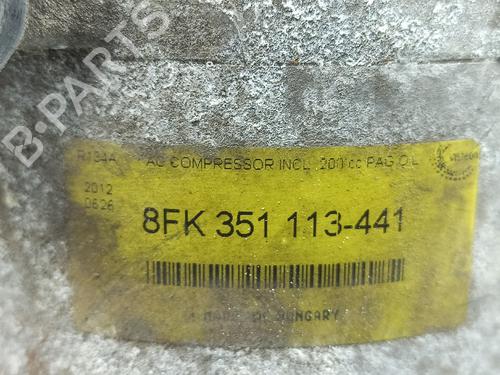 B-PARTS
R134A
AC COMPRESSOR INCL. 200 cc PAG OIL
2012
0626
8FK 351 113-441
MADE IN HUNGARY